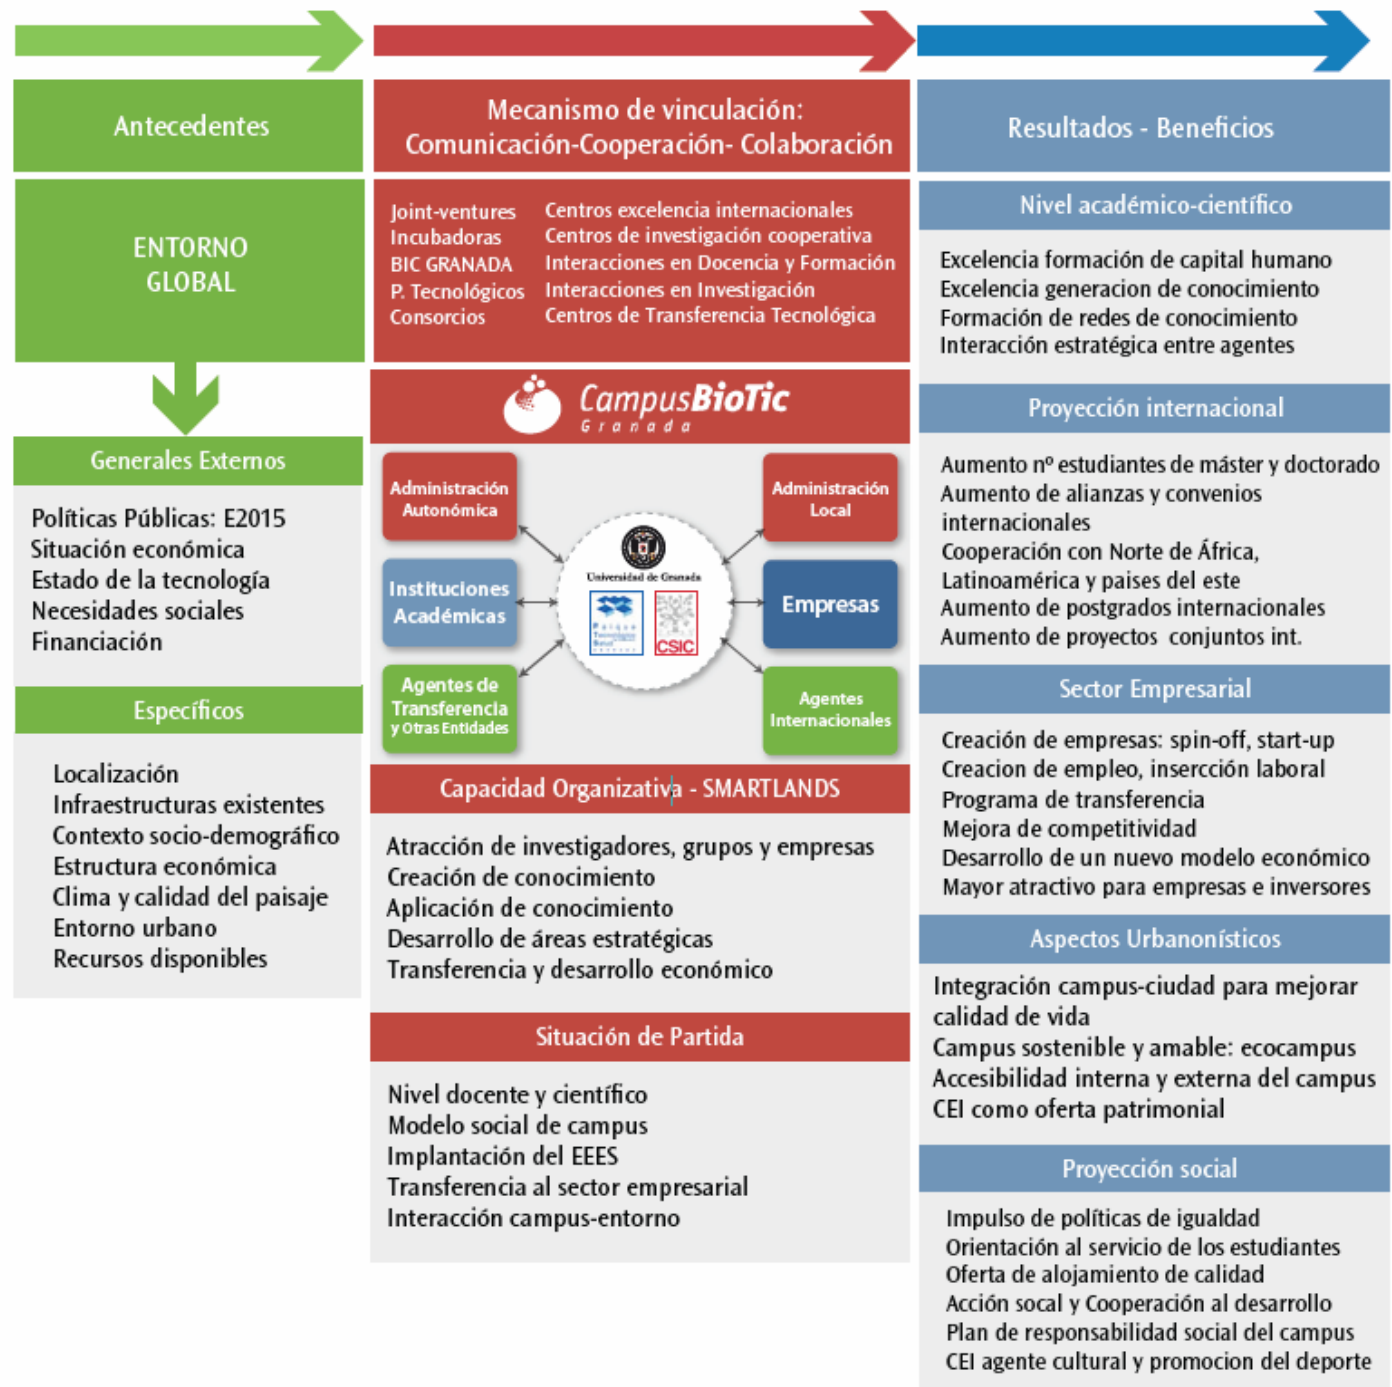 Antecedentes
ENTORNO
GLOBAL
Generales Externos
Políticas Públicas: E2015
Situación económica
Estado de la tecnología
Necesidades sociales
Financiación
Específicos
Localización
Infraestructuras existentes
Contexto socio-demográfico
Estructura económica
Clima y calidad del paisaje
Entorno urbano
Recursos disponibles
Mecanismo de vinculación:
Comunicación-Cooperación- Colaboración
Joint-ventures
Incubadoras
BIC GRANADA
P. Tecnológicos
Consorcios
Centros excelencia internacionales
Centros de investigación cooperativa
Interacciones en Docencia y Formación
Interacciones en Investigación
Centros de Transferencia Tecnológica
CampusBioTic
Granada
Administración
Autonómica
Instituciones
Académicas
Agentes de
Transferencia
y Otras Entidades
Universidad de Granada
Parque
Tecnológico
Salud
CSIC
Administración
Local
Empresas
Agentes
Internacionales
Capacidad Organizativa - SMARTLANDS
Atracción de investigadores, grupos y empresas
Creación de conocimiento
Aplicación de conocimiento
Desarrollo de áreas estratégicas
Transferencia y desarrollo económico
Situación de Partida
Nivel docente y científico
Modelo social de campus
Implantación del EEES
Transferencia al sector empresarial
Interacción campus-entorno
Resultados - Beneficios
Nivel académico-científico
Excelencia formación de capital humano
Excelencia generacion de conocimiento
Formación de redes de conocimiento
Interacción estratégica entre agentes
Proyección internacional
Aumento nº estudiantes de máster y doctorado
Aumento de alianzas y convenios
internacionales
Cooperación con Norte de África,
Latinoamérica y paises del este
Aumento de postgrados internacionales
Aumento de proyectos conjuntos int.
Sector Empresarial
Creación de empresas: spin-off, start-up
Creacion de empleo, insercción laboral
Programa de transferencia
Mejora de competitividad
Desarrollo de un nuevo modelo económico
Mayor atractivo para empresas e inversores
Aspectos Urbanonísticos
Integración campus-ciudad para mejorar
calidad de vida
Campus sostenible y amable: ecocampus
Accesibilidad interna y externa del campus
CEI como oferta patrimonial
Proyección social
Impulso de políticas de igualdad
Orientación al servicio de los estudiantes
Oferta de alojamiento de calidad
Acción socal y Cooperación al desarrollo
Plan de responsabilidad social del campus
CEI agente cultural y promocion del deporte